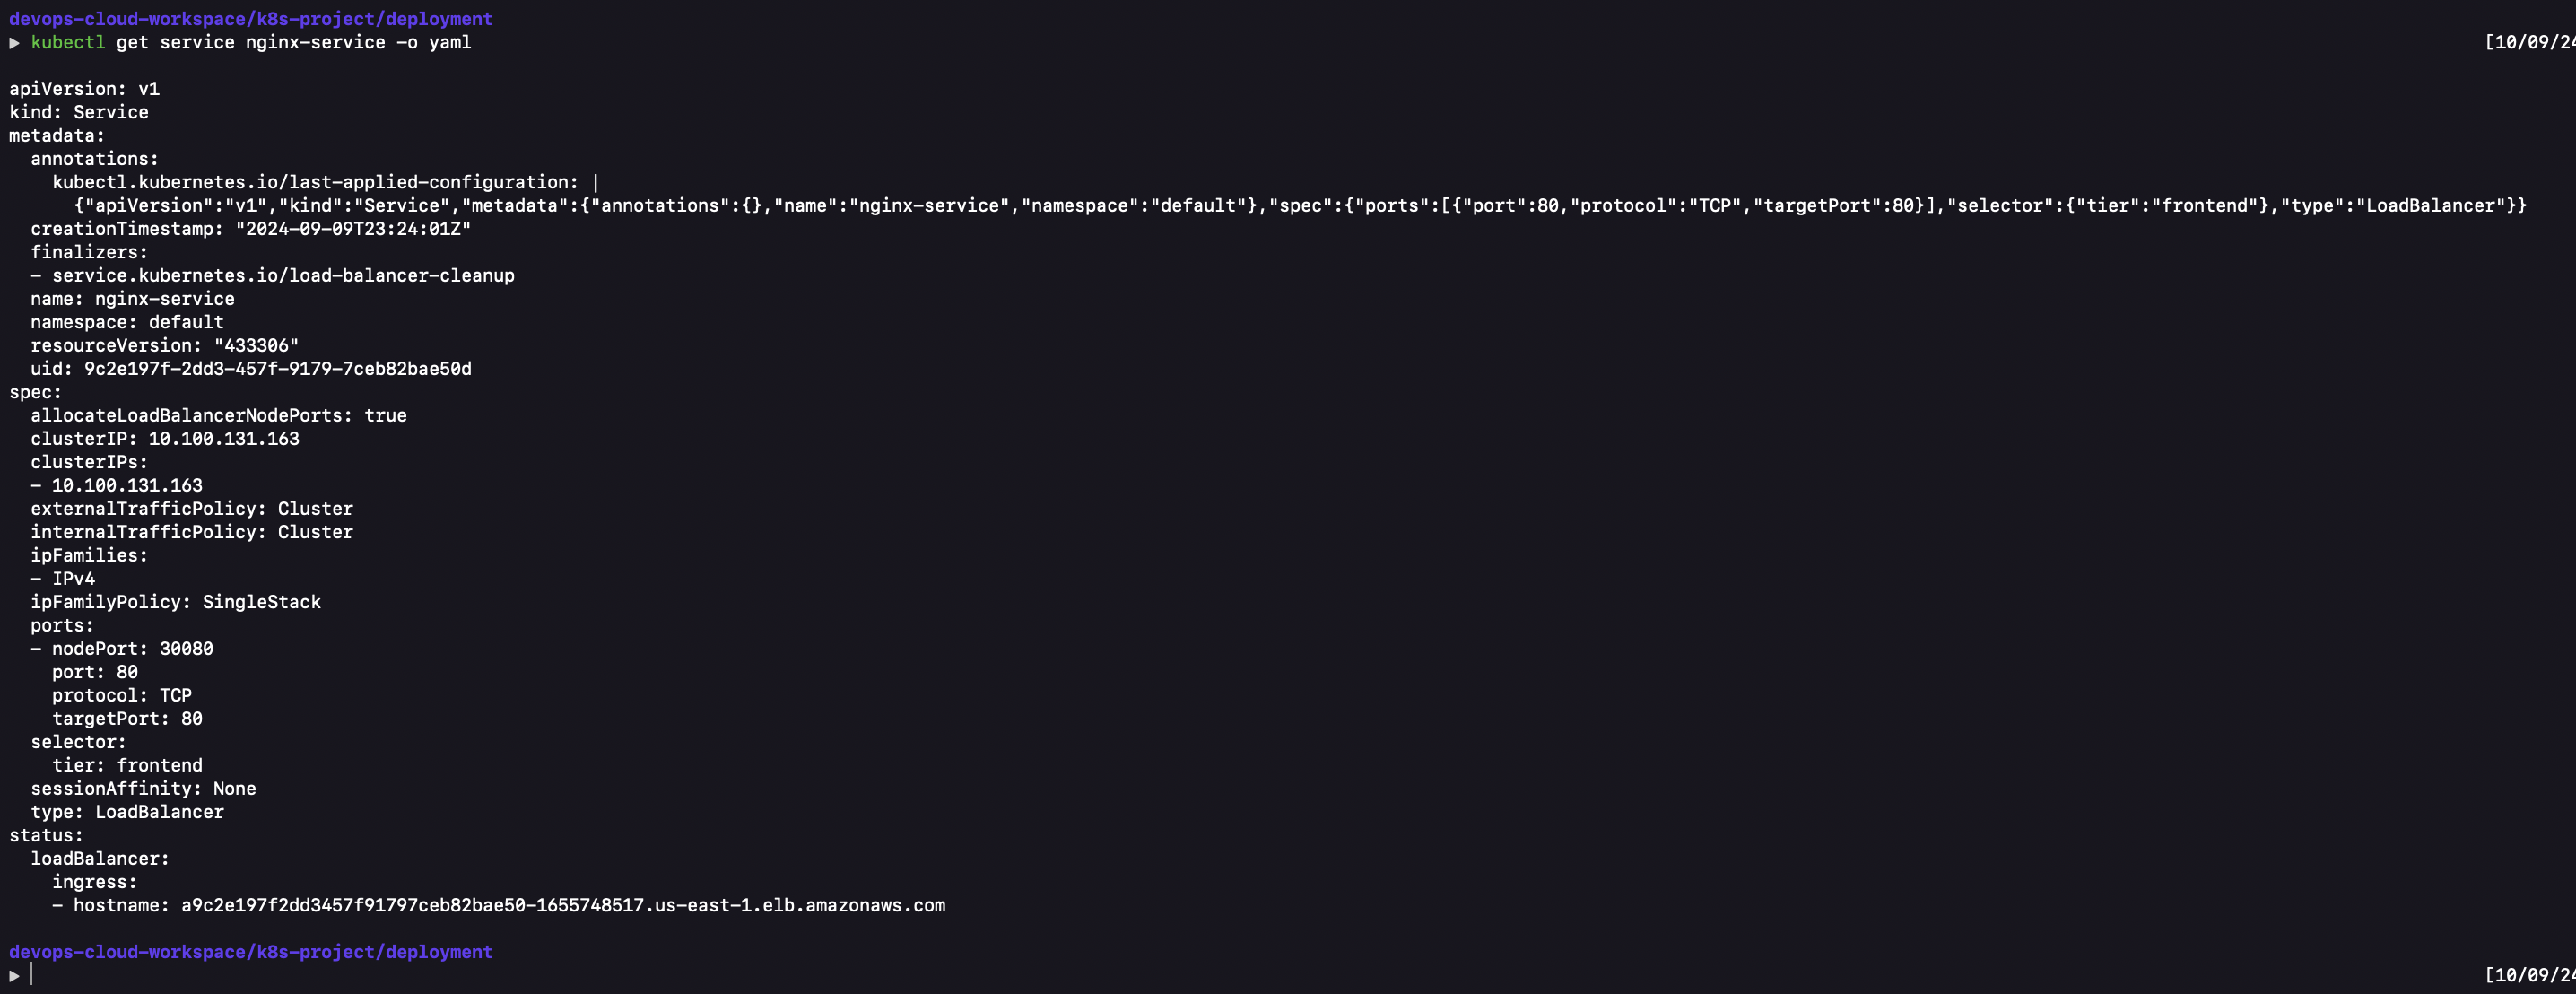 devops-cloud-workspace/k8s-project/deployment
▶ kubectl get service nginx-service -o yaml [10/09/24
apiVersion: v1
kind: Service
metadata:
  annotations:
    kubectl.kubernetes.io/last-applied-configuration: |
      {"apiVersion":"v1","kind":"Service","metadata":{"annotations":{},"name":"nginx-service","namespace":"default"},"spec":{"ports":[{"port":80,"protocol":"TCP","targetPort":80}],"selector":{"tier":"frontend"},"type":"LoadBalancer"}}
  creationTimestamp: "2024-09-09T23:24:01Z"
  finalizers:
  - service.kubernetes.io/load-balancer-cleanup
  name: nginx-service
  namespace: default
  resourceVersion: "433306"
  uid: 9c2e197f-2dd3-457f-9179-7ceb82bae50d
spec:
  allocateLoadBalancerNodePorts: true
  clusterIP: 10.100.131.163
  clusterIPs:
  - 10.100.131.163
  externalTrafficPolicy: Cluster
  internalTrafficPolicy: Cluster
  ipFamilies:
  - IPv4
  ipFamilyPolicy: SingleStack
  ports:
  - nodePort: 30080
    port: 80
    protocol: TCP
    targetPort: 80
  selector:
    tier: frontend
  sessionAffinity: None
  type: LoadBalancer
status:
  loadBalancer:
    ingress:
    - hostname: a9c2e197f2dd3457f91797ceb82bae50-1655748517.us-east-1.elb.amazonaws.com
devops-cloud-workspace/k8s-project/deployment
▶ [10/09/24